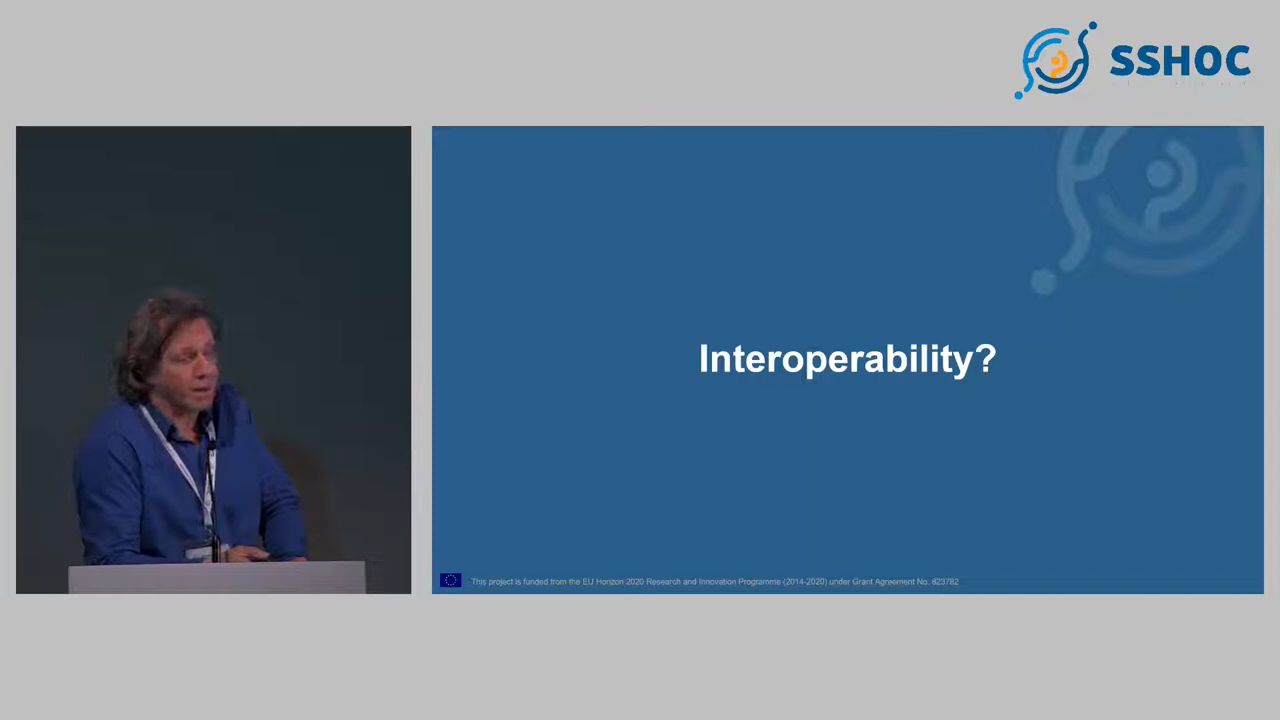 SSHOC
Interoperability?
This project is funded from the EU Horizon 2020 Research and Innovation Programme (2014-2020) under Grant Agreement No. 823782